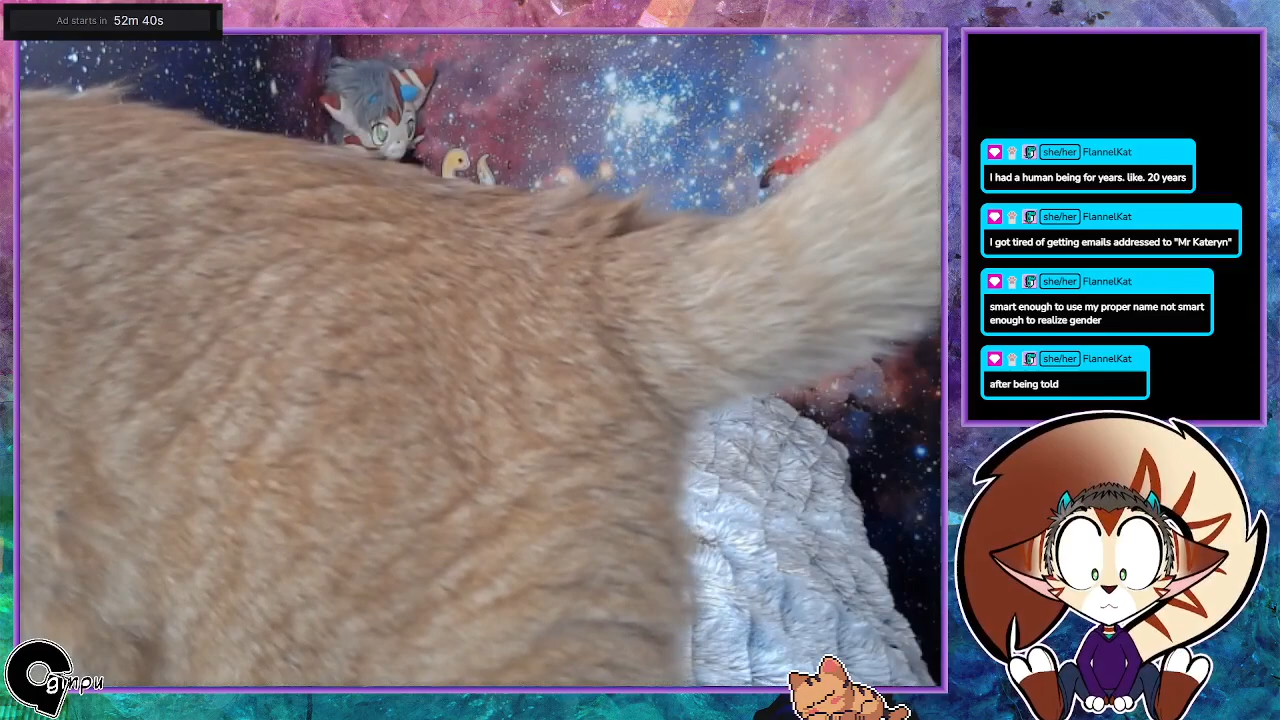 Ad starts in 52m 40s
she/her FlannelKat
I had a human being for years. like. 20 years
she/her FlannelKat
I got tired of getting emails addressed to "Mr Kateryn"
she/her FlannelKat
smart enough to use my proper name not smart
enough to realize gender
she/her FlannelKat
after being told
ginpu